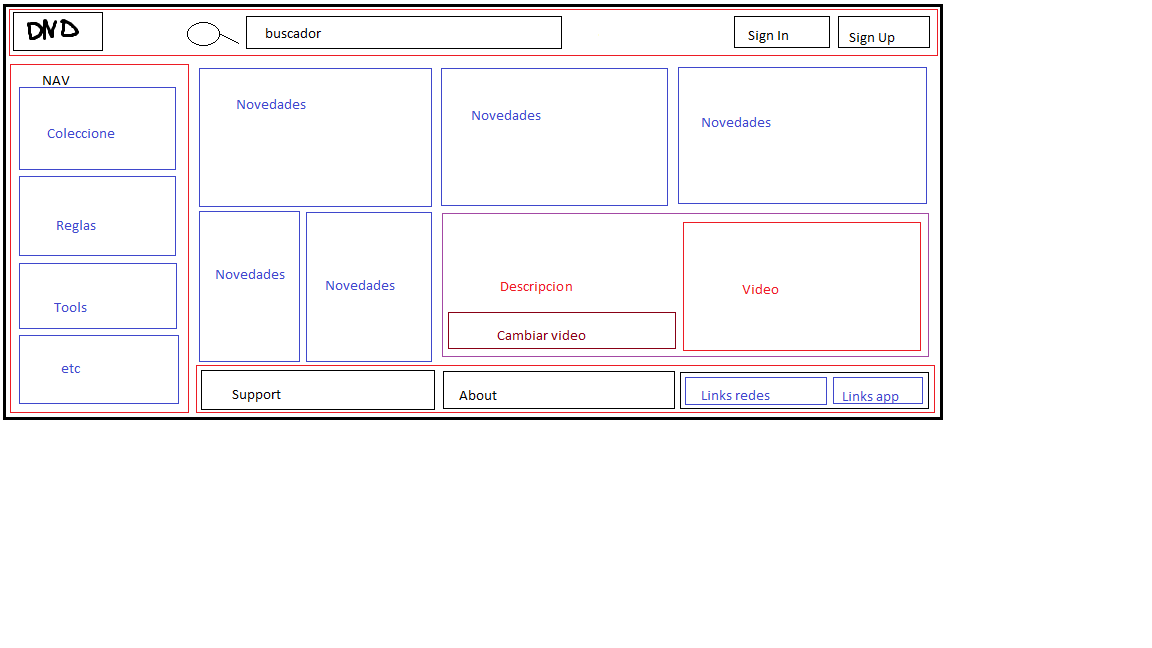 DND
buscador
Sign In
Sign Up
NAV
Coleccione
Reglas
Tools
etc
Novedades
Novedades
Novedades
Novedades
Novedades
Descripcion
Cambiar video
Video
Support
About
Links redes
Links app